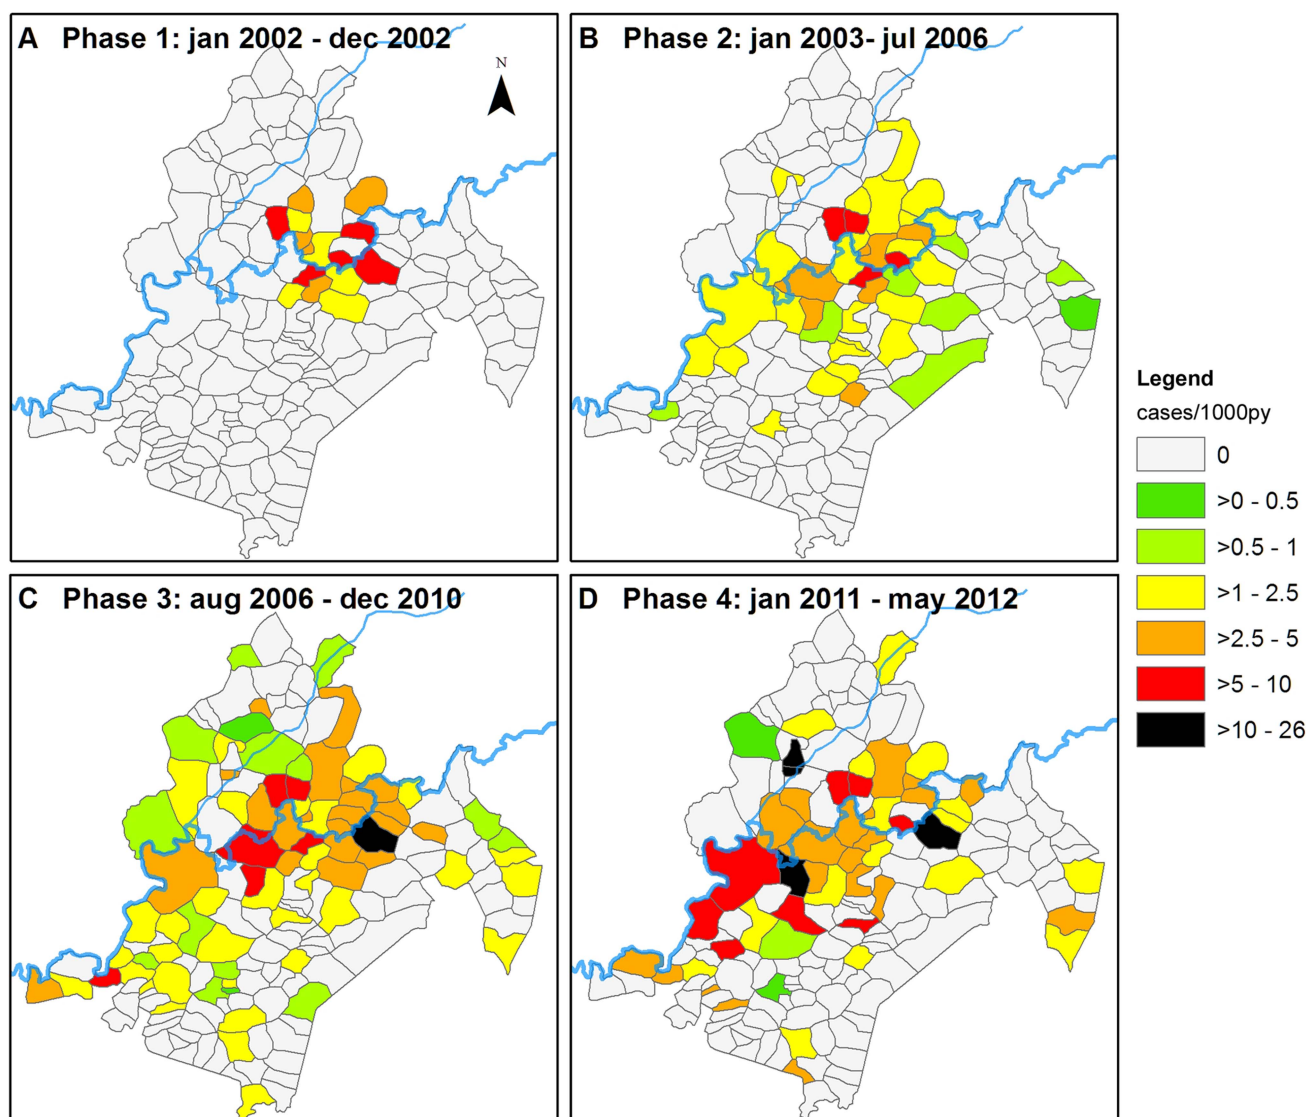 A Phase 1: jan 2002 - dec 2002
N
B Phase 2: jan 2003- jul 2006
C Phase 3: aug 2006 - dec 2010
D Phase 4: jan 2011 - may 2012
Legend
cases/1000py
0
>0 - 0.5
>0.5 - 1
>1 - 2.5
>2.5 - 5
>5 - 10
>10 - 26